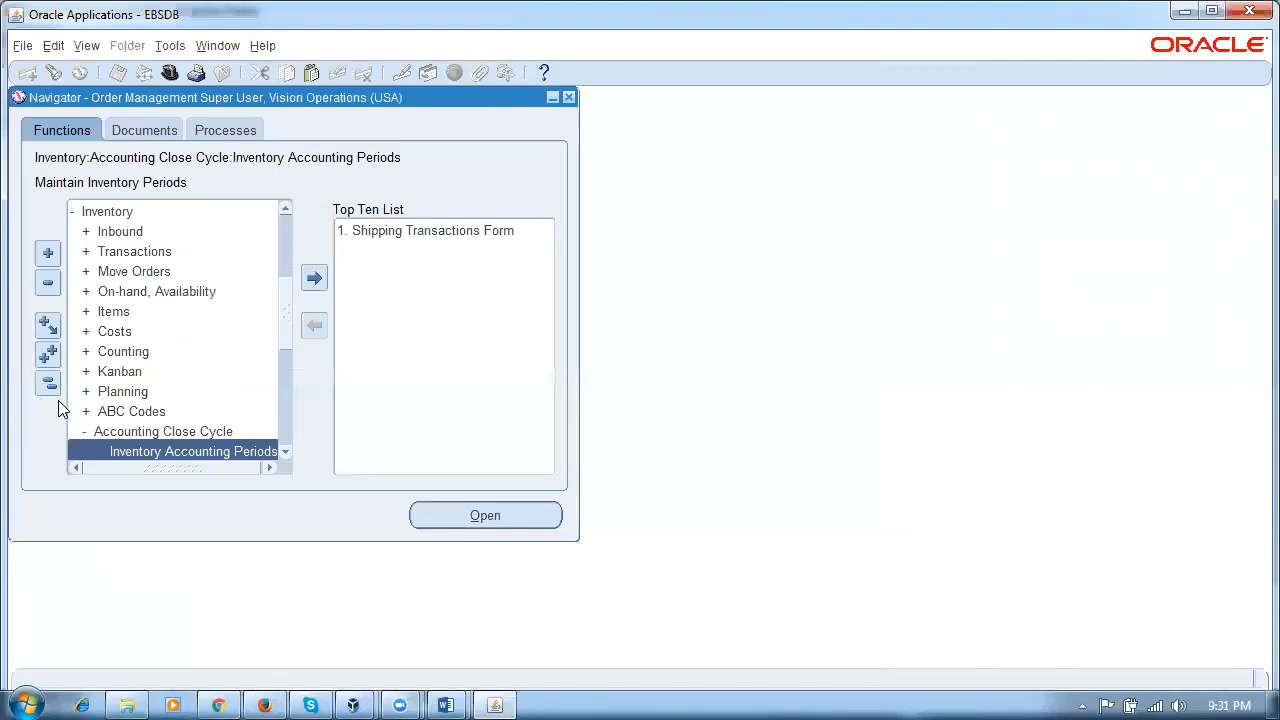 Oracle Applications - EBSDB
File Edit View Folder Tools Window Help
ORACLE
Navigator - Order Management Super User, Vision Operations (USA)
Functions Documents Processes
Inventory:Accounting Close Cycle:Inventory Accounting Periods
Maintain Inventory Periods
- Inventory
+ Inbound
+ Transactions
+ Move Orders
+ On-hand, Availability
+ Items
+ Costs
+ Counting
+ Kanban
+ Planning
+ ABC Codes
- Accounting Close Cycle
Inventory Accounting Periods
Top Ten List
1. Shipping Transactions Form
Open
9:31 PM